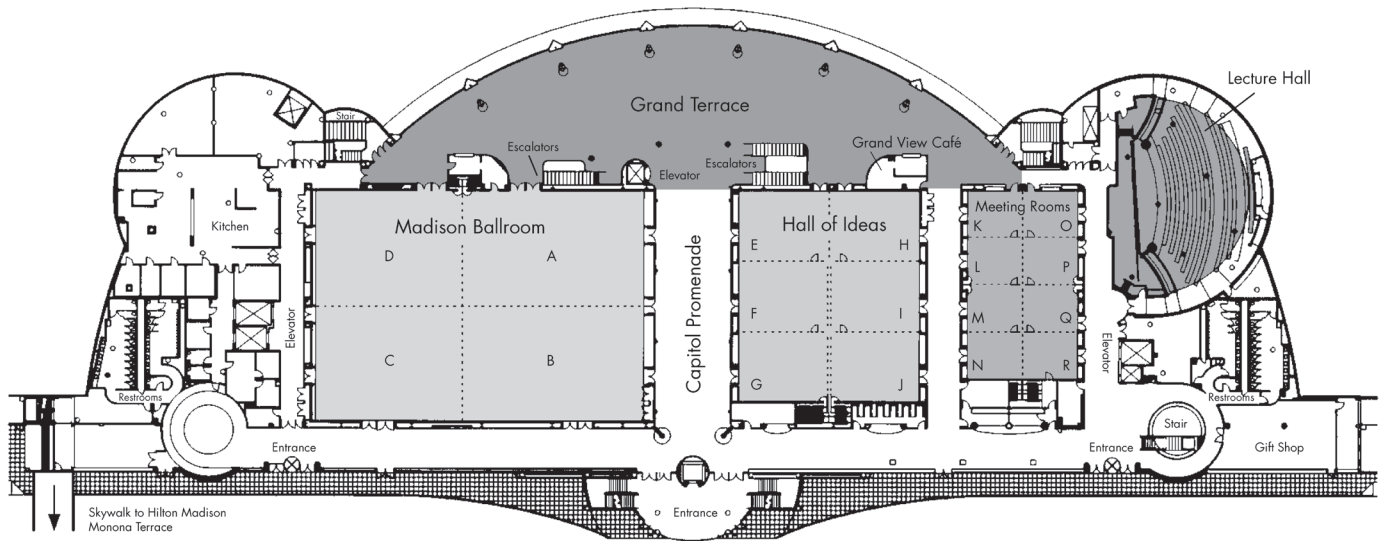 Lecture Hall
Grand Terrace
Stair
Escalators
Escalators
Elevator
Grand View Café
Kitchen
Madison Ballroom
D
A
C
B
Elevator
Capitol Promenade
Hall of Ideas
E
H
F
I
G
J
Meeting Rooms
K
O
L
P
M
Q
N
R
Elevator
Restrooms
Restrooms
Stair
Entrance
Entrance
Gift Shop
Entrance
Skywalk to Hilton Madison
Monona Terrace